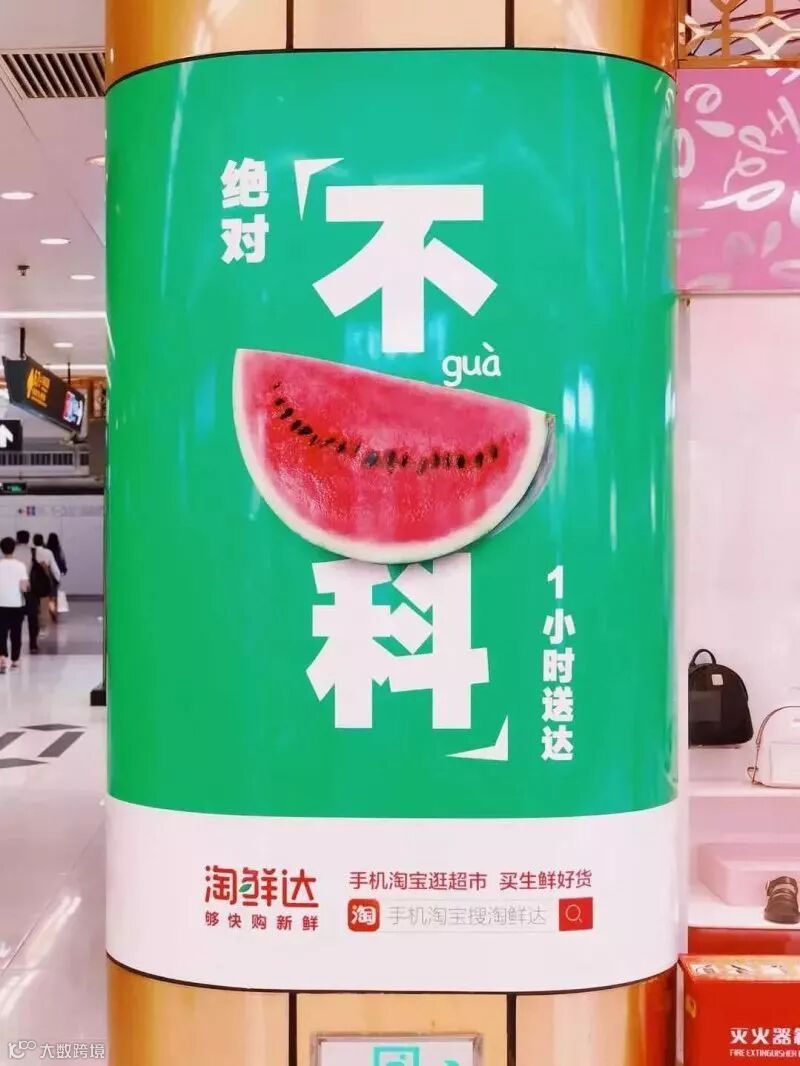 绝对
「不
guà
科」
1小时送达
淘鲜达
够快购新鲜
手机淘宝逛超市 买生鲜好货
淘 手机淘宝搜淘鲜达
灭火器
FIRE EXTINGUISHER
大数跨境